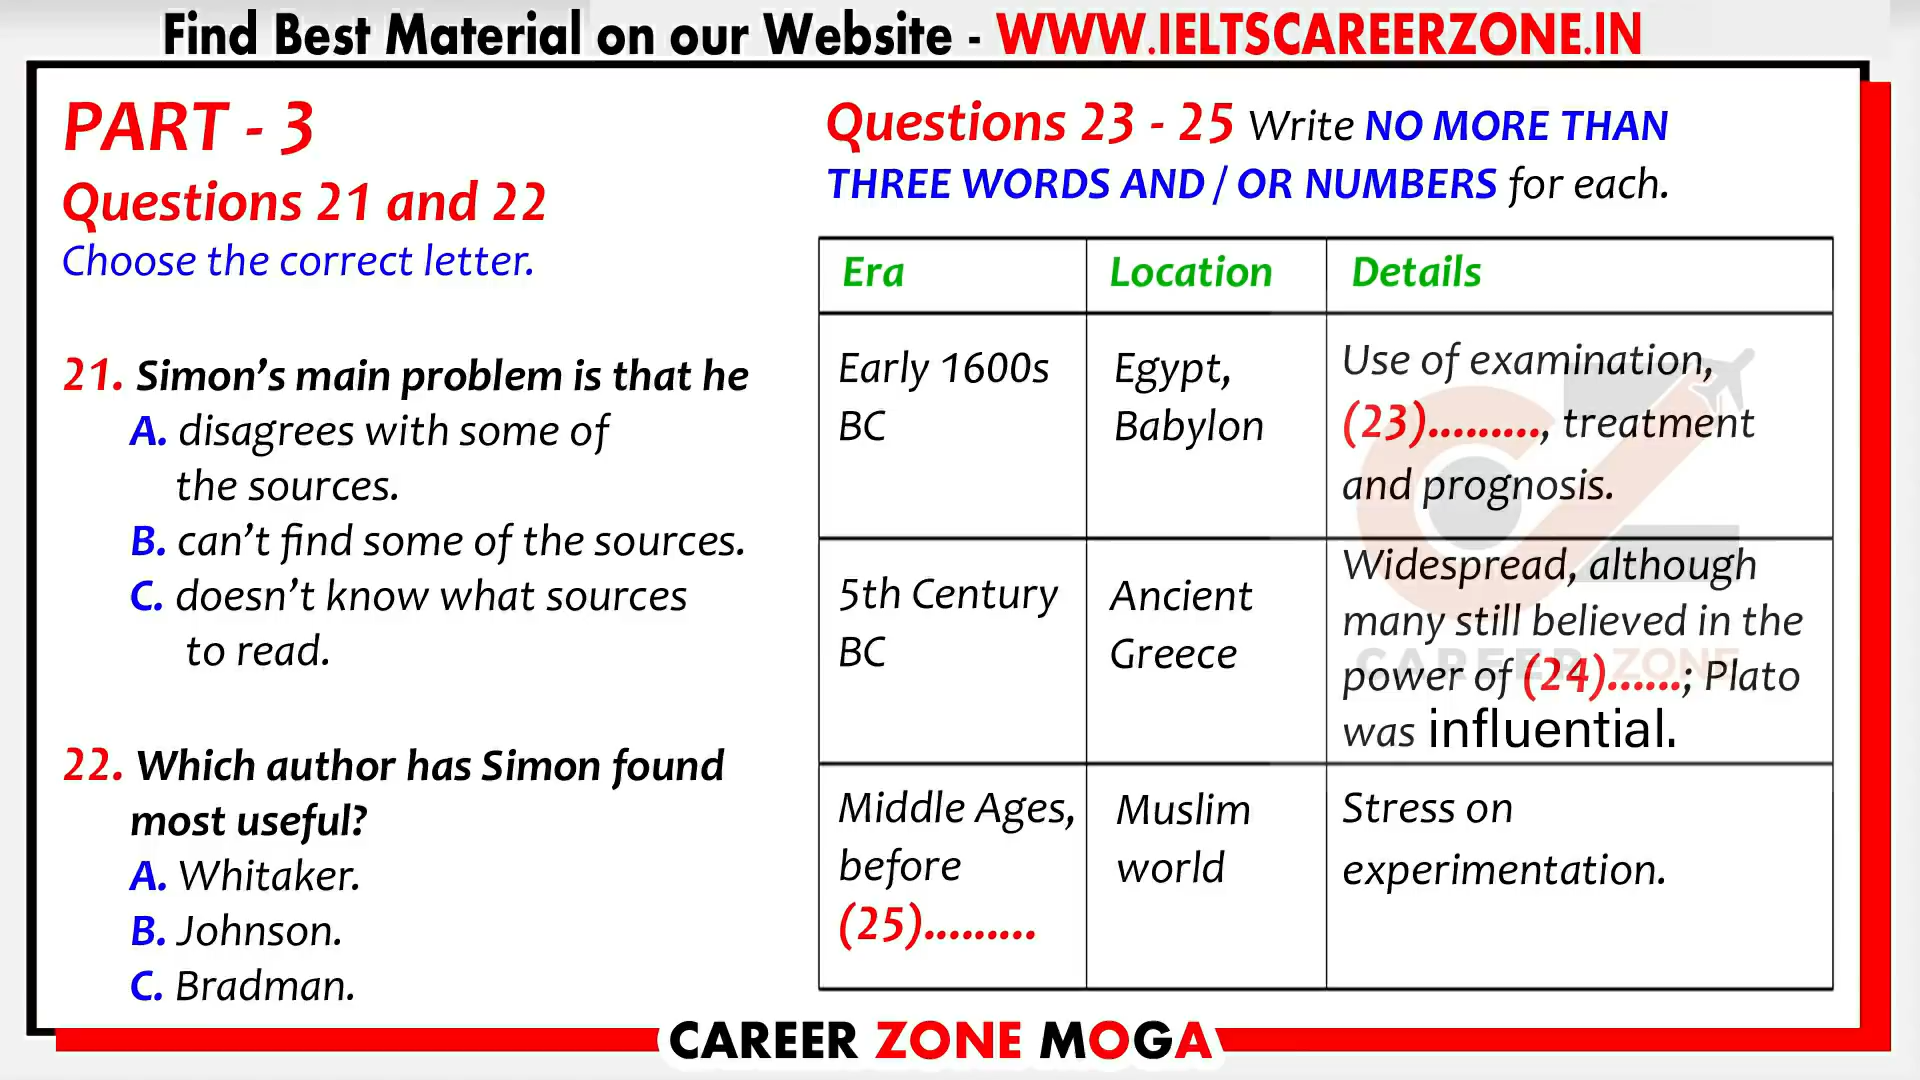 Find Best Material on our Website - WWW.IELTSCAREERZONE.IN
PART - 3
Questions 21 and 22
Choose the correct letter.
21. Simon's main problem is that he
A. disagrees with some of
the sources.
B. can't find some of the sources.
C. doesn't know what sources
to read.
22. Which author has Simon found
most useful?
A. Whitaker.
B. Johnson.
C. Bradman.
Questions 23 - 25 Write NO MORE THAN
THREE WORDS AND / OR NUMBERS for each.
Era Location Details
Early 1600s
BC
Egypt,
Babylon
Use of examination,
(23)........., treatment
and prognosis.
5th Century
BC
Ancient
Greece
Widespread, although
many still believed in the
power of (24)......; Plato
was influential.
Middle Ages,
before
(25).........
Muslim
world
Stress on
experimentation.
CAREER ZONE
CAREER ZONE MOGA